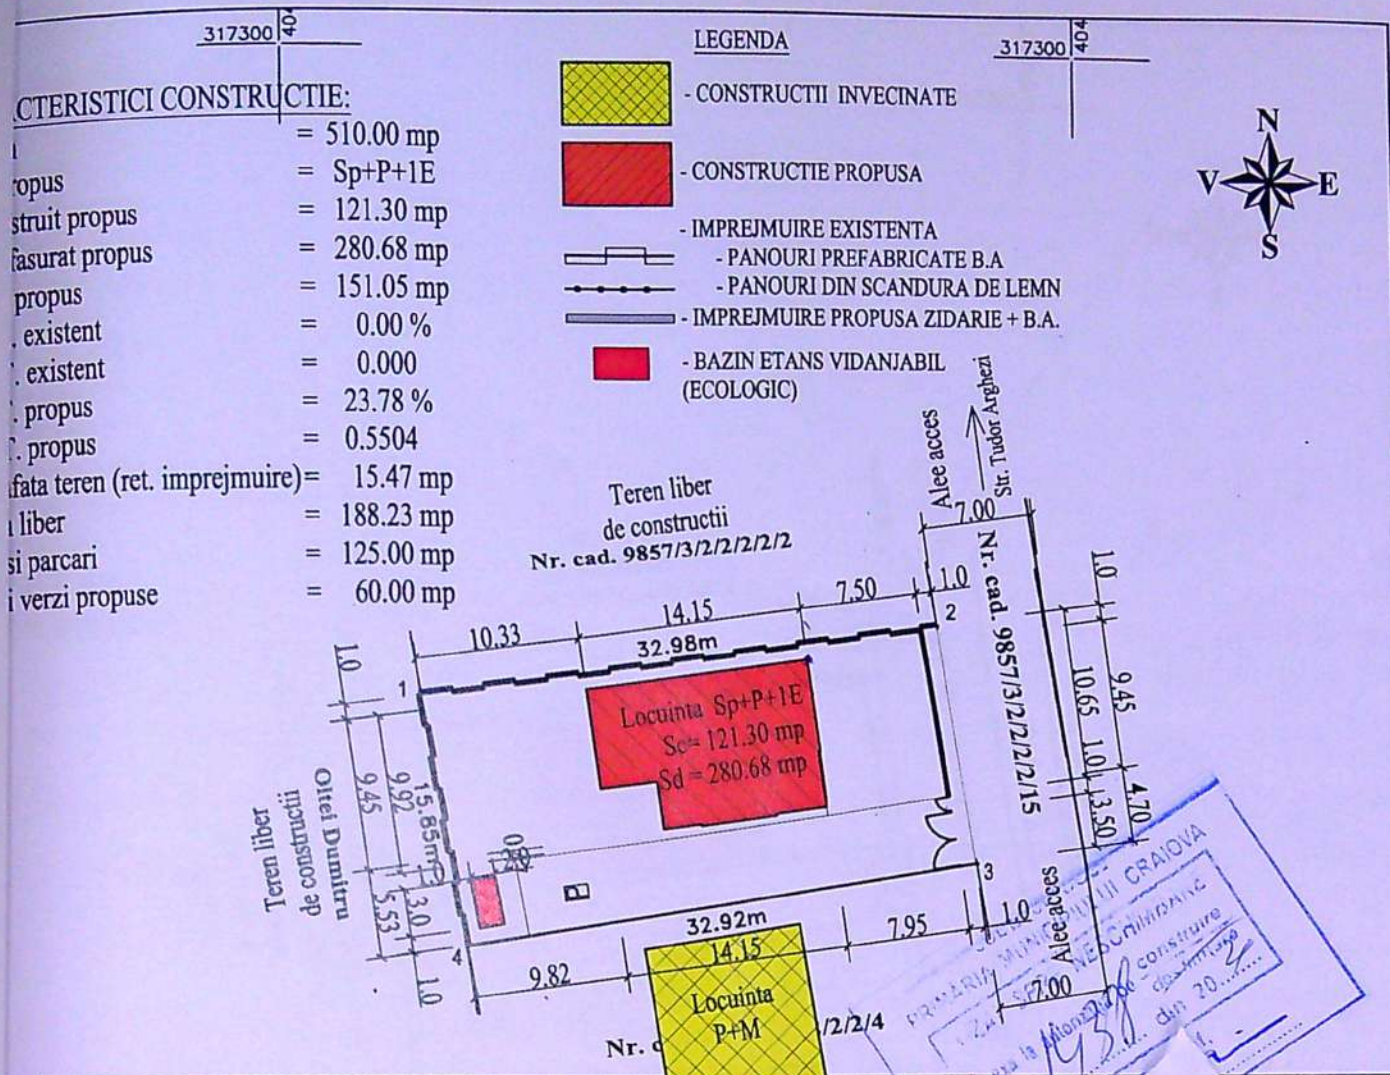 317300
404
LEGENDA
317300
404
CTERISTICI CONSTRUCTIE:
= 510.00 mp
opus = Sp+P+1E
struit propus = 121.30 mp
fasurat propus = 280.68 mp
propus = 151.05 mp
. existent = 0.00 %
. existent = 0.000
. propus = 23.78 %
. propus = 0.5504
fata teren (ret. imprejmuire)= 15.47 mp
liber = 188.23 mp
si parcari = 125.00 mp
i verzi propuse = 60.00 mp
- CONSTRUCTII INVECINATE
- CONSTRUCTIE PROPUSA
- IMPREJMUIRE EXISTENTA
- PANOURI PREFABRICATE B.A
- PANOURI DIN SCANDURA DE LEMN
- IMPREJMUIRE PROPUSA ZIDARIE + B.A.
- BAZIN ETANS VIDANJABIL
(ECOLOGIC)
N
V E
S
Teren liber
de constructii
Nr. cad. 9857/3/2/2/2/2/2
Alee acces
Str. Tudor Arghezi
7.00
10.33
14.15
7.50
1.0
32.98m
1
2
Nr. cad. 9857/3/2/2/2/2/15
Locuinta Sp+P+1E
Sc= 121.30 mp
Sd= 280.68 mp
1.0
9.45
9.92
15.85m
5.53
3.0
1.0
Teren liber
de constructii
Oltei Dumitru
1.0
9.45
10.65
1.0
4.70
3.50
3
4
32.92m
9.82
14.15
7.95
1.0
Alee acces
7.00
Locuinta
P+M
Nr. c
/2/2/4
PRIMARIA MUNICIPIULUI CRAIOVA
SPRE NESCHIMBARE
construire
1438
din 20